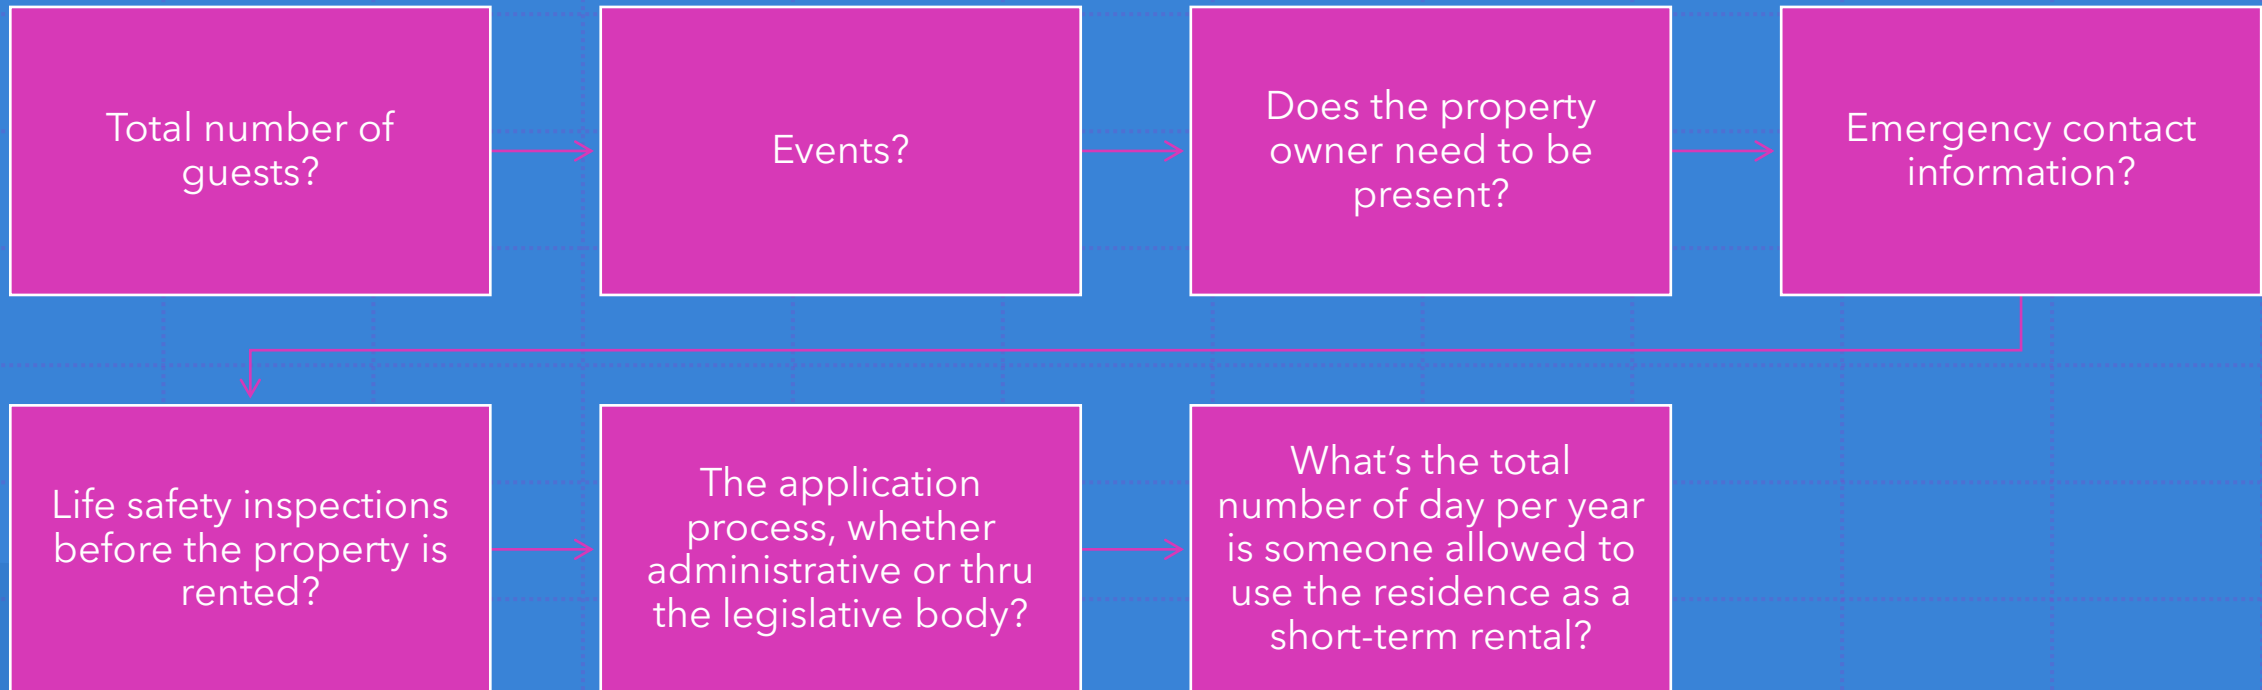 Total number of
guests?
Events?
Does the property
owner need to be
present?
Emergency contact
information?
Life safety inspections
before the property is
rented?
The application
process, whether
administrative or thru
the legislative body?
What’s the total
number of day per year
is someone allowed to
use the residence as a
short-term rental?